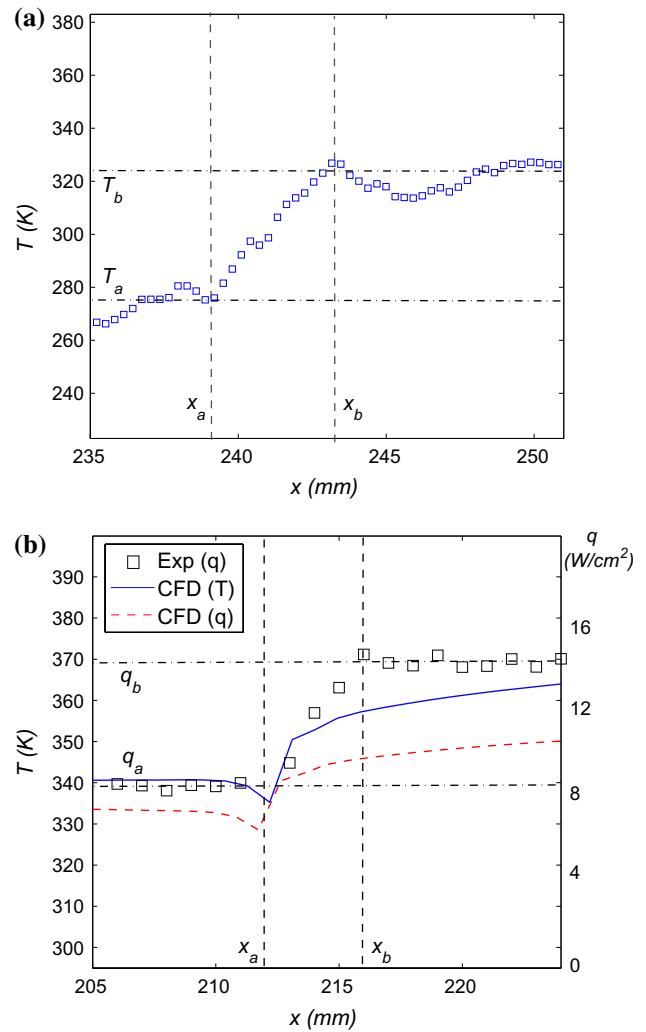 (a)
380
360
340
320
300
280
260
240
T (K)
T_b
T_a
x_a
x_b
235
240
245
250
x (mm)
(b)
Exp (q)
CFD (T)
CFD (q)
q
(W/cm²)
390
380
370
360
350
340
330
320
310
300
T (K)
16
12
8
4
0
q_b
q_a
x_a
x_b
205
210
215
220
x (mm)